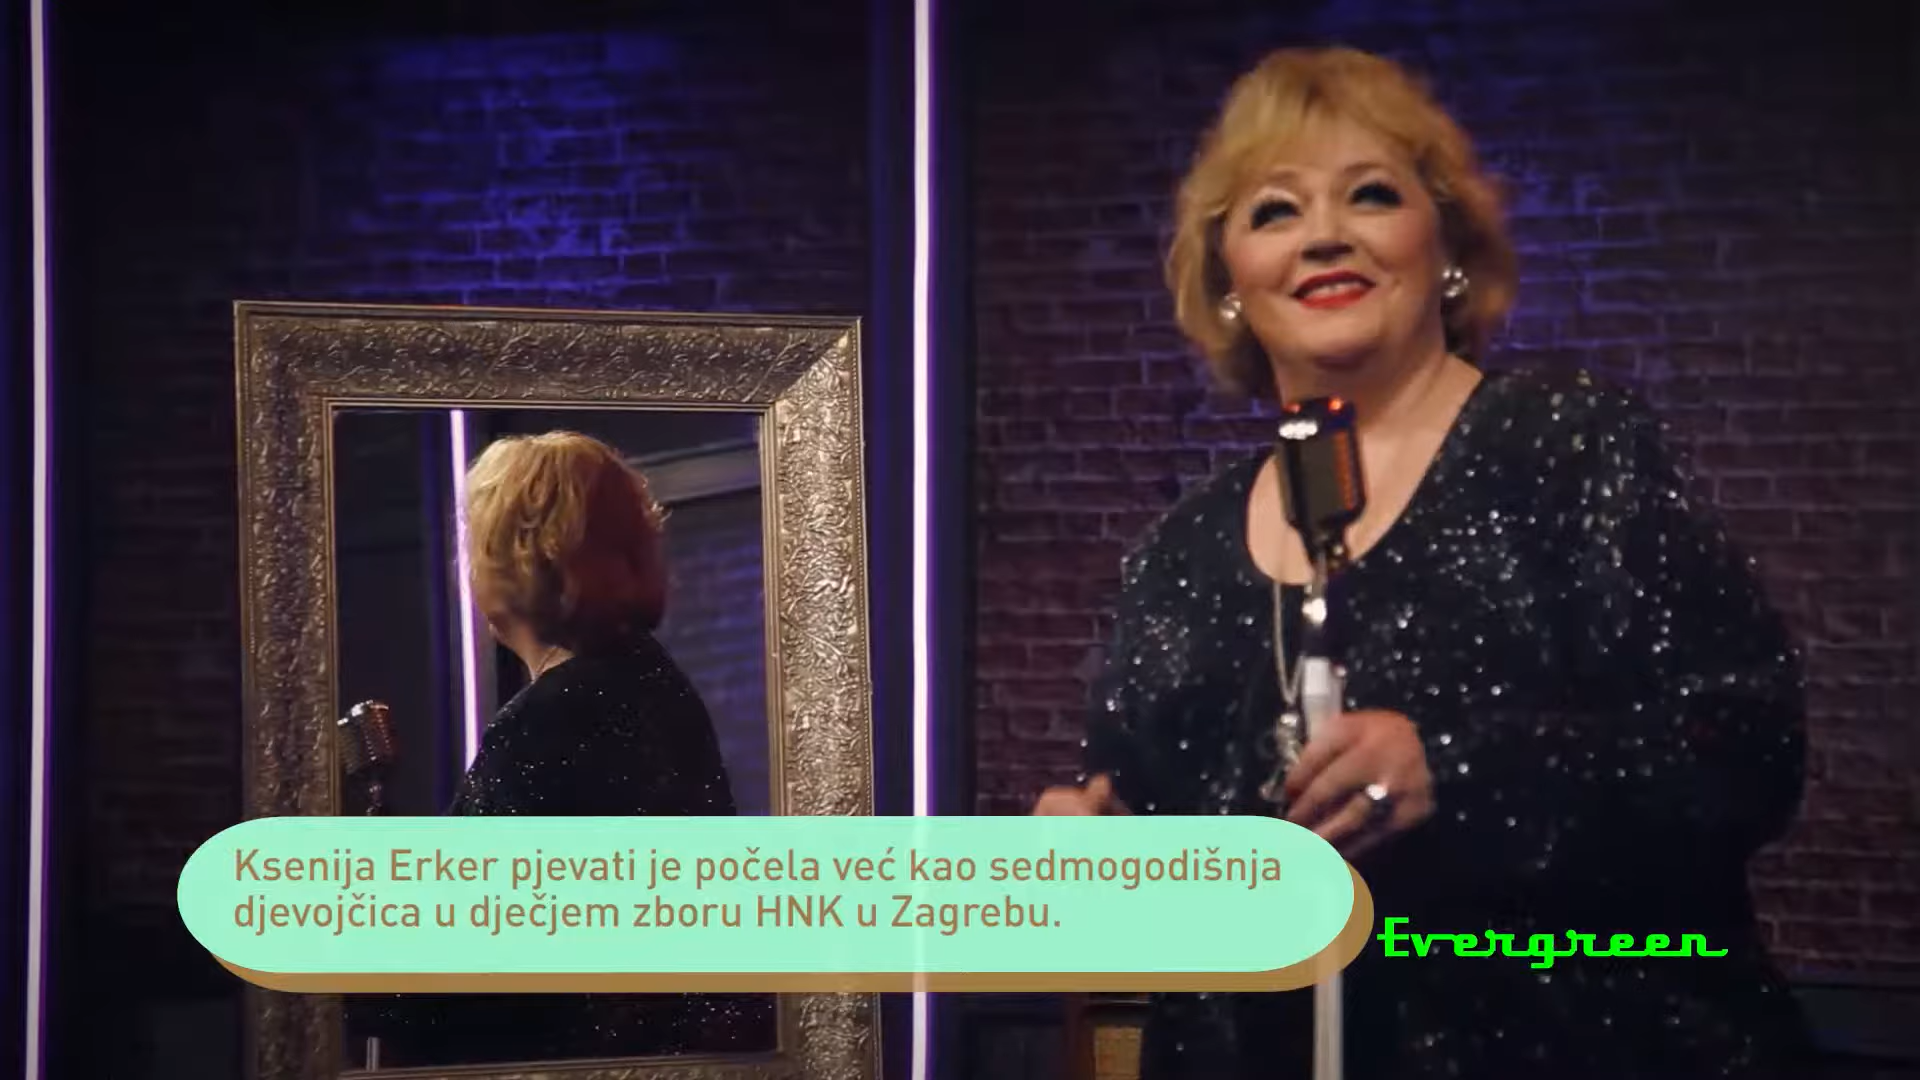 Ksenija Erker pjevati je počela već kao sedmogodišnja
djevojčica u dječjem zboru HNK u Zagrebu.
Evergreen